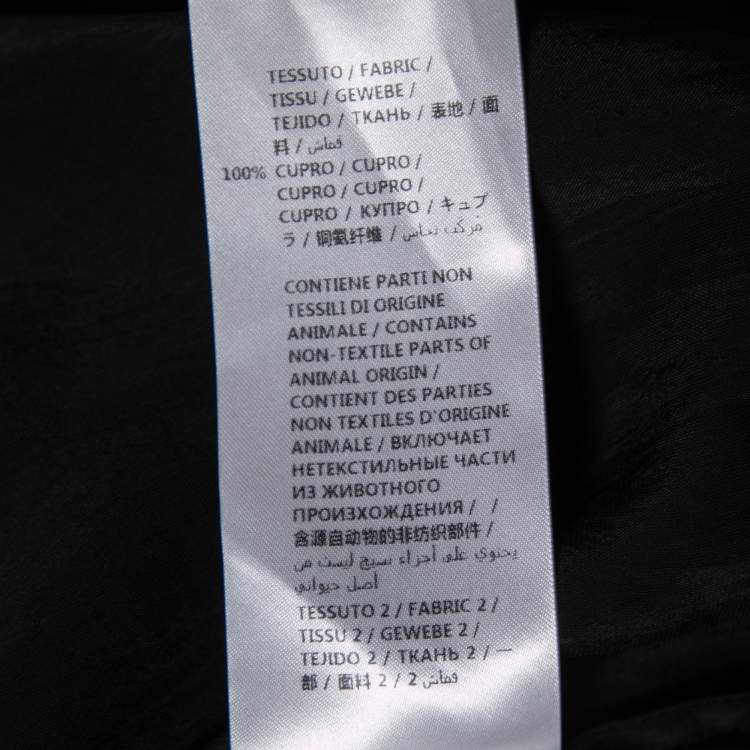 TESSUTO / FABRIC /
TISSU / GEWEBE /
TEJIDO / ТКАНЬ / 表地 / 面
料 / قماش
100% CUPRO / CUPRO /
CUPRO / CUPRO /
CUPRO / КУПРО / キュプ
ラ / 铜氨纤维 / مركب نحاس
CONTIENE PARTI NON
TESSILI DI ORIGINE
ANIMALE / CONTAINS
NON-TEXTILE PARTS OF
ANIMAL ORIGIN /
CONTIENT DES PARTIES
NON TEXTILES D'ORIGINE
ANIMALE / ВКЛЮЧАЕТ
НЕТЕКСТИЛЬНЫЕ ЧАСТИ
ИЗ ЖИВОТНОГО
ПРОИЗХОЖДЕНИЯ / /
含源自动物的非纺织部件 /
يحتوي على أجزاء نسيج ليست من
أصل حيواني
TESSUTO 2 / FABRIC 2 /
TISSU 2 / GEWEBE 2 /
TEJIDO 2 / ТКАНЬ 2 / 一
部 / 面料 2 / 2 قماش